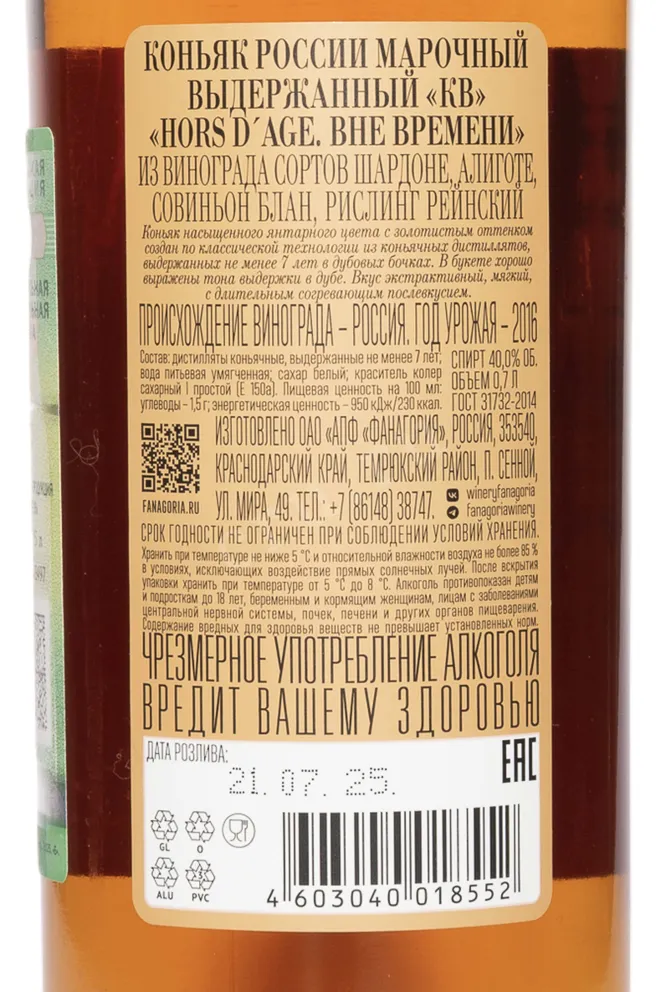 КОНЬЯК РОССИИ МАРОЧНЫЙ
ВЫДЕРЖАННЫЙ «КВ»
«HORS D´AGE. ВНЕ ВРЕМЕНИ»
ИЗ ВИНОГРАДА СОРТОВ ШАРДОНЕ, АЛИГОТЕ,
СОВИНЬОН БЛАН, РИСЛИНГ РЕЙНСКИЙ
Коньяк насыщенного янтарного цвета с золотистым оттенком
создан по классической технологии из коньячных дистиллятов,
выдержанных не менее 7 лет в дубовых бочках. В букете хорошо
выражены тона выдержки в дубе. Вкус экстрактивный, мягкий,
с длительным согревающим послевкусием.
ПРОИСХОЖДЕНИЕ ВИНОГРАДА – РОССИЯ. ГОД УРОЖАЯ – 2016
Состав: дистилляты коньячные, выдержанные не менее 7 лет;
вода питьевая умягченная; сахар белый; краситель колер
сахарный I простой (Е 150а). Пищевая ценность на 100 мл:
углеводы – 1,5 г; энергетическая ценность – 950 кДж/230 ккал.
СПИРТ 40,0% ОБ.
ОБЪЕМ 0,7 Л
ГОСТ 31732-2014
FANAGORIA.RU
ИЗГОТОВЛЕНО ОАО «АПФ «ФАНАГОРИЯ», РОССИЯ, 353540,
КРАСНОДАРСКИЙ КРАЙ, ТЕМРЮКСКИЙ РАЙОН, П. СЕННОЙ,
УЛ. МИРА, 49. ТЕЛ.: +7 (86148) 38747.
wineryfanagoria
fanagoriawinery
СРОК ГОДНОСТИ НЕ ОГРАНИЧЕН ПРИ СОБЛЮДЕНИИ УСЛОВИЙ ХРАНЕНИЯ.
Хранить при температуре не ниже 5 °С и относительной влажности воздуха не более 85 %
в условиях, исключающих воздействие прямых солнечных лучей. После вскрытия
упаковки хранить при температуре от 5 °С до 8 °С. Алкоголь противопоказан детям
и подросткам до 18 лет, беременным и кормящим женщинам, лицам с заболеваниями
центральной нервной системы, почек, печени и других органов пищеварения.
Содержание вредных для здоровья веществ не превышает установленных норм.
ЧРЕЗМЕРНОЕ УПОТРЕБЛЕНИЕ АЛКОГОЛЯ
ВРЕДИТ ВАШЕМУ ЗДОРОВЬЮ
ДАТА РОЗЛИВА:
21. 07. 25.
EAC
GL
0
ALU
PVC
4 603040 018552